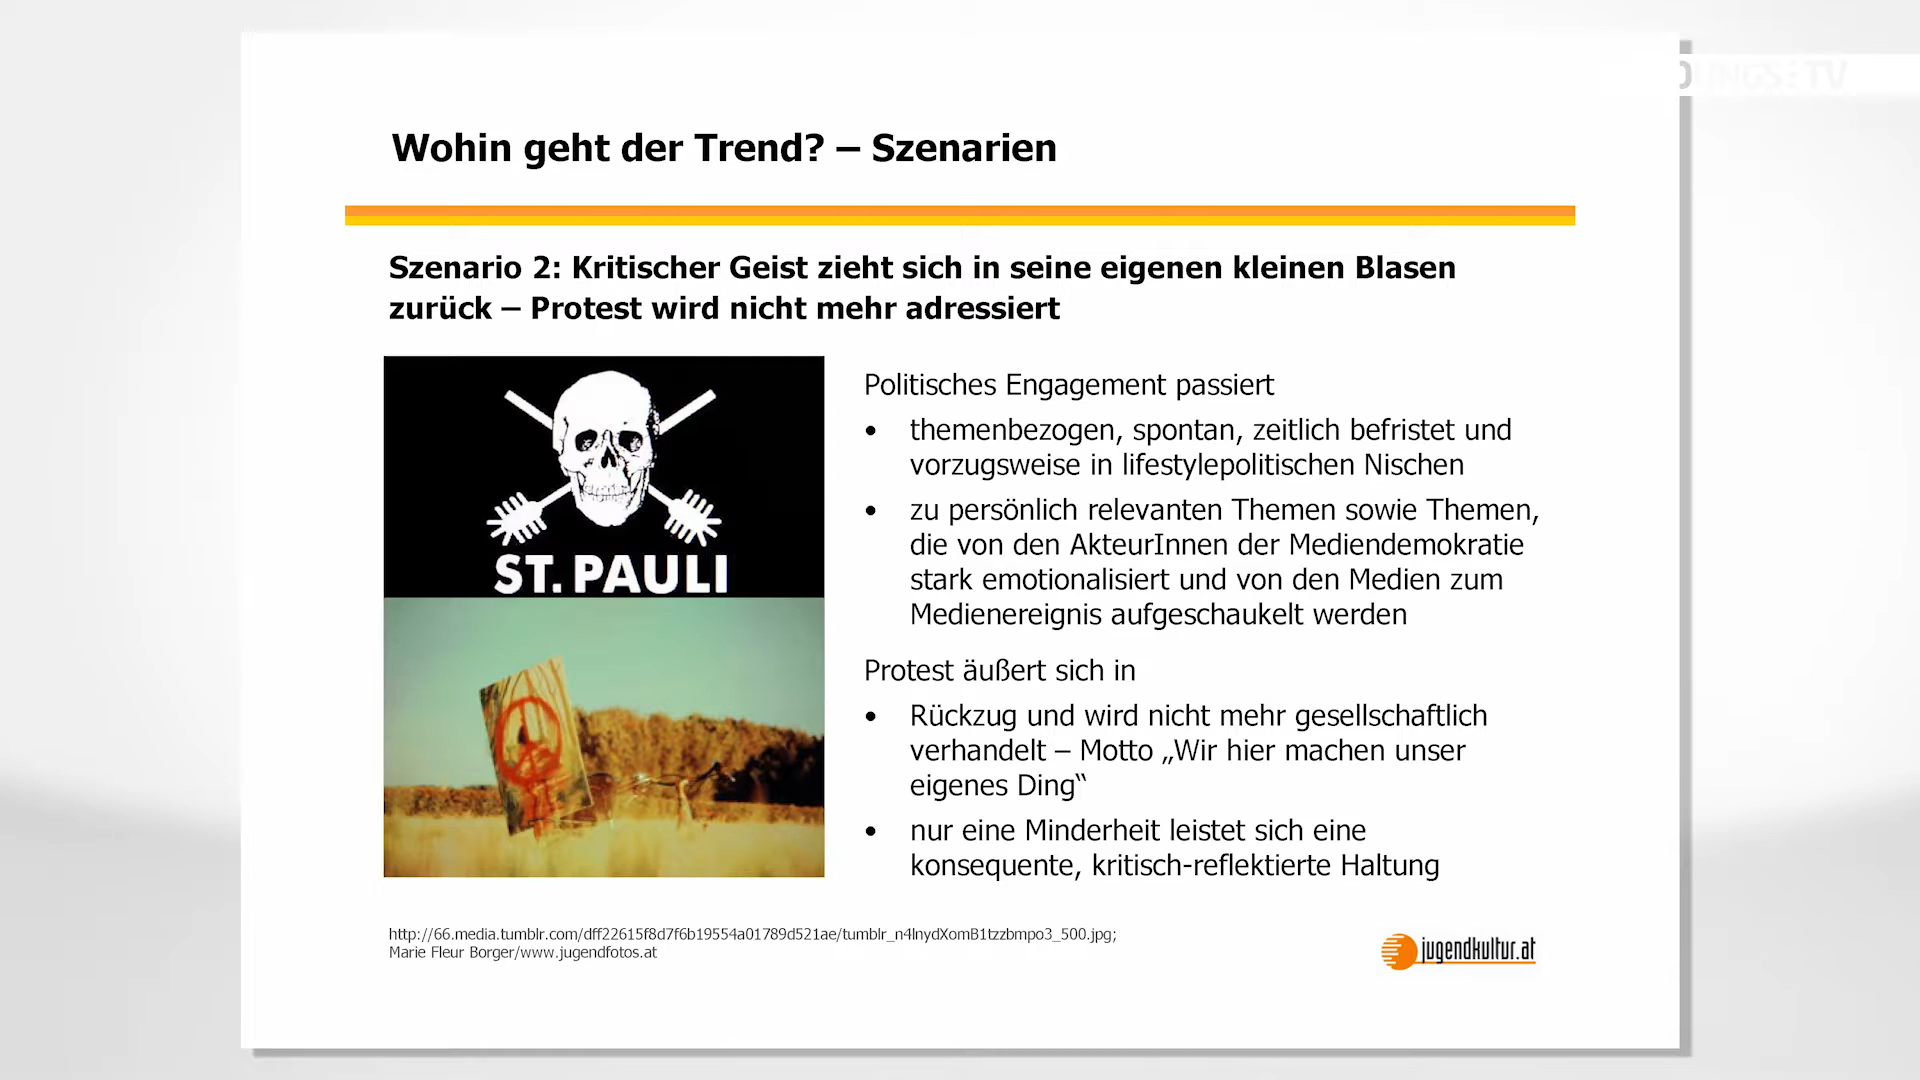 Wohin geht der Trend? – Szenarien
Szenario 2: Kritischer Geist zieht sich in seine eigenen kleinen Blasen
zurück – Protest wird nicht mehr adressiert
ST. PAULI
Politisches Engagement passiert
• themenbezogen, spontan, zeitlich befristet und
vorzugsweise in lifestylepolitischen Nischen
• zu persönlich relevanten Themen sowie Themen,
die von den AkteurInnen der Mediendemokratie
stark emotionalisiert und von den Medien zum
Medienereignis aufgeschaukelt werden
Protest äußert sich in
• Rückzug und wird nicht mehr gesellschaftlich
verhandelt – Motto „Wir hier machen unser
eigenes Ding“
• nur eine Minderheit leistet sich eine
konsequente, kritisch-reflektierte Haltung
http://66.media.tumblr.com/dff22615f8d7f6b19554a01789d521ae/tumblr_n4lnydXomB1tzzbmpo3_500.jpg;
Marie Fleur Borger/www.jugendfotos.at
jugendkultur.at